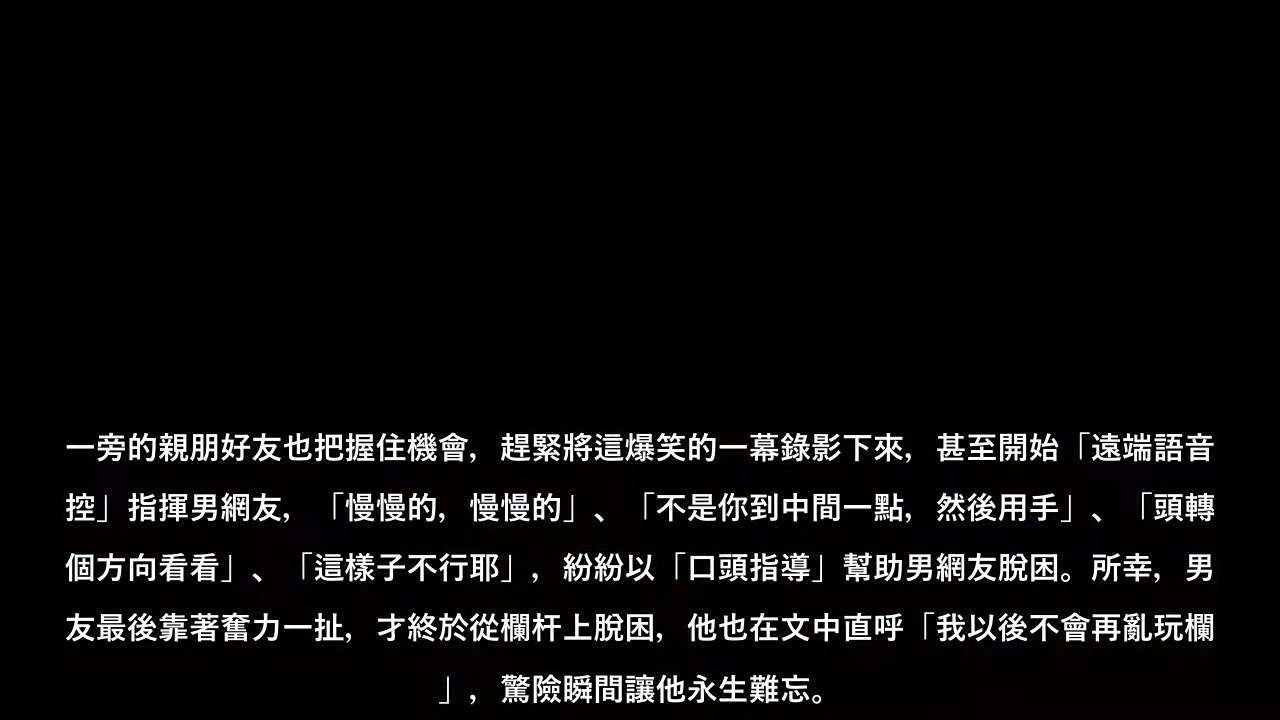 一旁的親朋好友也把握住機會，趕緊將這爆笑的一幕錄影下來，甚至開始「遠端語音
控」指揮男網友，「慢慢的，慢慢的」、「不是你到中間一點，然後用手」、「頭轉
個方向看看」、「這樣子不行耶」，紛紛以「口頭指導」幫助男網友脫困。所幸，男
友最後靠著奮力一扯，才終於從欄杆上脫困，他也在文中直呼「我以後不會再亂玩欄
」，驚險瞬間讓他永生難忘。